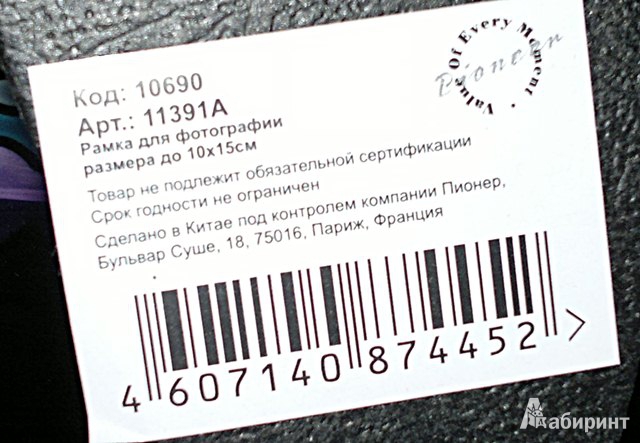 Value Of Every Moment
Pioneer
Код: 10690
Арт.: 11391А
Рамка для фотографии
размера до 10х15см
Товар не подлежит обязательной сертификации
Срок годности не ограничен
Сделано в Китае под контролем компании Пионер,
Бульвар Суше, 18, 75016, Париж, Франция
4 607140 874452 >
Лабиринт